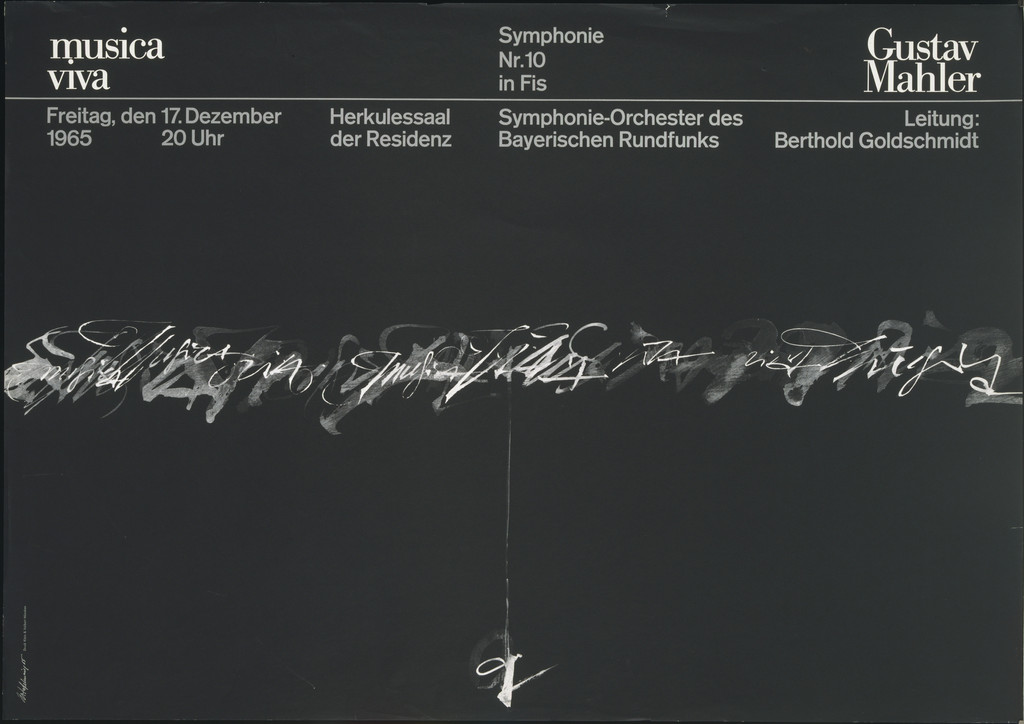 musica
viva
Symphonie
Nr.10
in Fis
Gustav
Mahler
Freitag, den 17. Dezember
1965 20 Uhr
Herkulessaal
der Residenz
Symphonie-Orchester des
Bayerischen Rundfunks
Leitung:
Berthold Goldschmidt